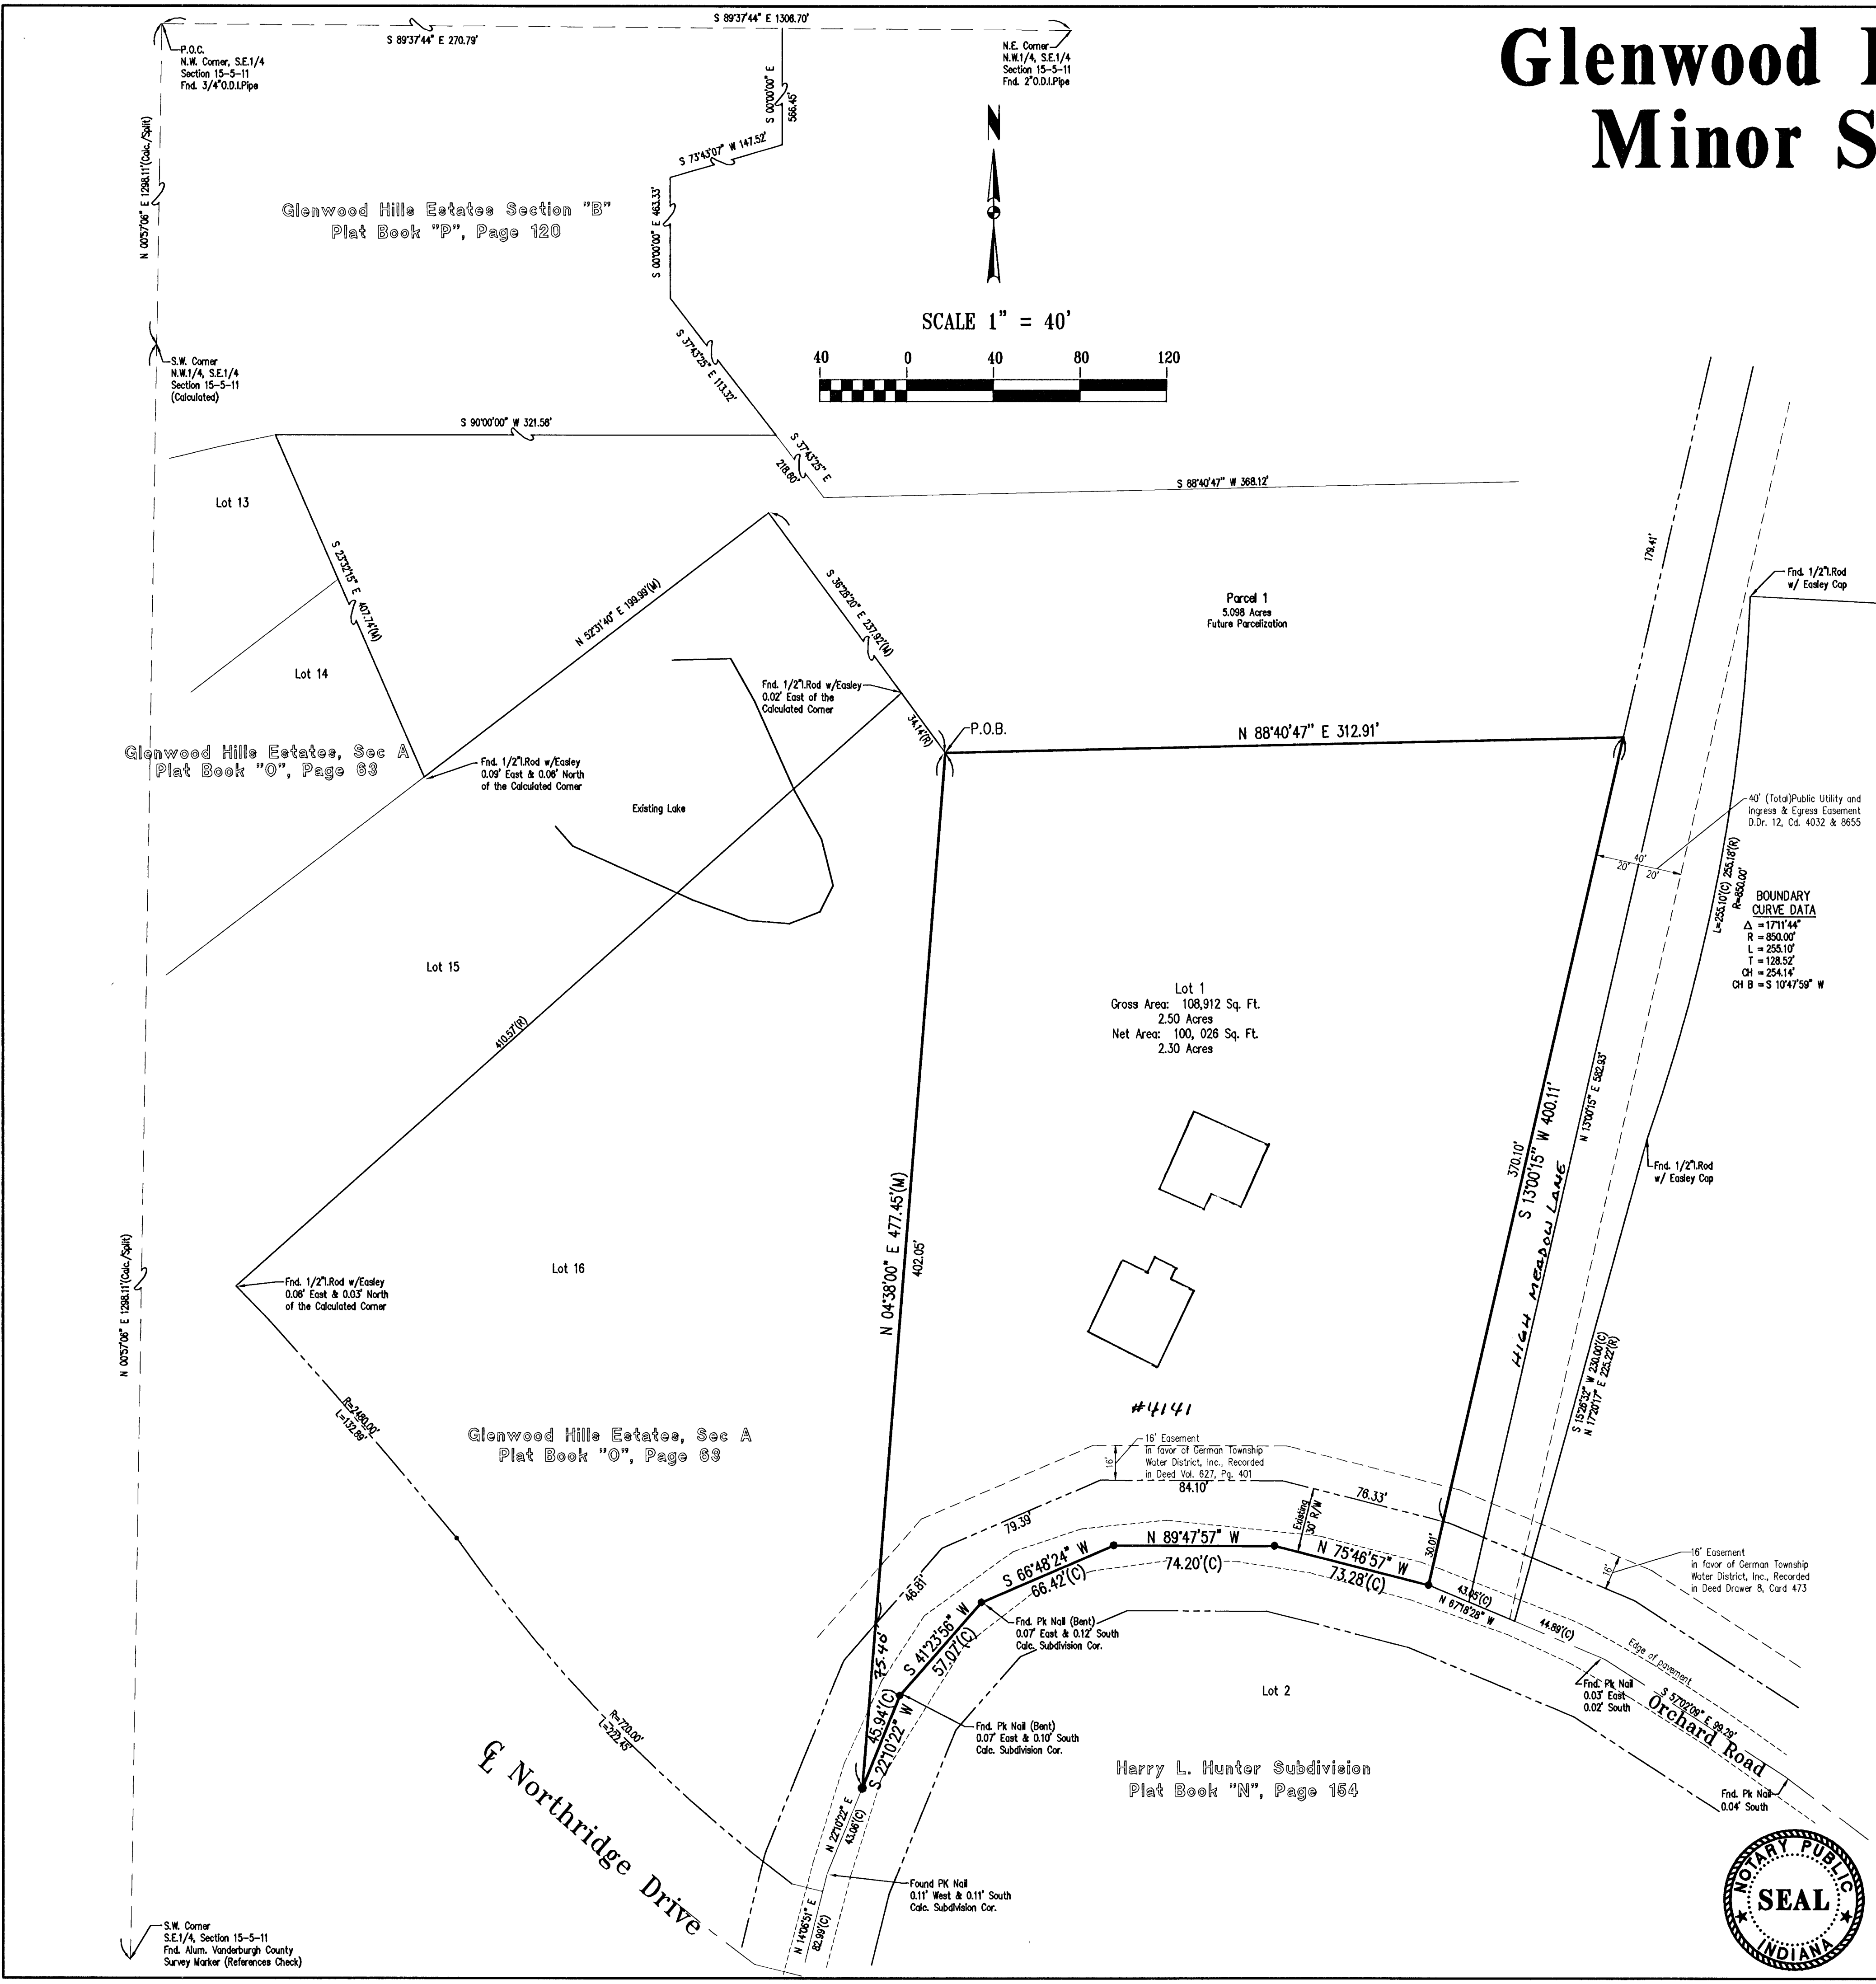 Glenwood
Minor S
S 89°37'44" E 1306.70'
S 89°37'44" E 270.79'
P.O.C.
N.W. Corner, S.E.1/4
Section 15-5-11
Fnd. 3/4"O.D.I.Pipe
N.E. Corner
N.W.1/4, S.E.1/4
Section 15-5-11
Fnd. 2"O.D.I.Pipe
S 00°00'00" E
566.45'
N
S 73°43'07" W 147.52'
N 00°57'06" E 1298.11'(Calc./Split)
Glenwood Hills Estates Section "B"
Plat Book "P", Page 120
S 00°00'00" E 463.33'
SCALE 1" = 40'
40 0 40 80 120
S.W. Corner
N.W.1/4, S.E.1/4
Section 15-5-11
(Calculated)
S 37°43'25" E 113.32'
S 90°00'00" W 321.58'
S 37°43'25" E
218.60'
S 88°40'47" W 368.12'
Lot 13
S 23°32'15" E 407.74'(M)
N 52°31'40" E 199.99'(M)
S 36°28'20" E 237.92'(M)
179.41'
Fnd. 1/2"I.Rod
w/ Easley Cap
Parcel 1
5.098 Acres
Future Parcelization
Lot 14
Fnd. 1/2"I.Rod w/Easley
0.02' East of the
Calculated Corner
34.14'(R)
P.O.B.
N 88°40'47" E 312.91'
Glenwood Hills Estates, Sec A
Plat Book "O", Page 63
Fnd. 1/2"I.Rod w/Easley
0.09' East & 0.06' North
of the Calculated Corner
Existing Lake
40' (Total)Public Utility and
Ingress & Egress Easement
D.Dr. 12, Cd. 4032 & 8655
40'
20' 20'
L=255.10'(C) 255.18'(R)
R=850.00'
BOUNDARY
CURVE DATA
Δ = 17°11'44"
R = 850.00'
L = 255.10'
T = 128.52'
CH = 254.14'
CH B = S 10°47'59" W
Lot 15
Lot 1
Gross Area: 108,912 Sq. Ft.
2.50 Acres
Net Area: 100, 026 Sq. Ft.
2.30 Acres
410.57'(R)
N 13°00'15" E 582.93'
370.10'
S 13°00'15" W 400.11'
HIGH MEADOW LANE
Fnd. 1/2"I.Rod
w/ Easley Cap
N 04°38'00" E 477.45'(M)
402.05'
N 00°57'06" E 1298.11'(Calc./Split)
Lot 16
Fnd. 1/2"I.Rod w/Easley
0.08' East & 0.03' North
of the Calculated Corner
S 15°26'32" W 230.00'(C)
N 17°20'17" E 225.22'(R)
R=2480.00'
L=132.89'
#4141
Glenwood Hills Estates, Sec A
Plat Book "O", Page 63
16' Easement
in favor of German Township
Water District, Inc., Recorded
in Deed Vol. 627, Pg. 401
16'
84.10'
76.33'
79.39'
Existing
30' R/W
46.81'
S 66°48'24" W
66.42'(C)
N 89°47'57" W
74.20'(C)
N 75°46'57" W
73.28'(C)
30.01'
16' Easement
in favor of German Township
Water District, Inc., Recorded
in Deed Drawer 8, Card 473
16'
43.05'(C)
N 67°18'28" W
44.89'(C)
Fnd. Pk Nail (Bent)
0.07' East & 0.12' South
Calc. Subdivision Cor.
75.40'
S 41°23'56" W
57.07'(C)
Edge of pavement
S 57°02'09" E 99.29'
Orchard Road
Fnd. Pk Nail
0.03' East
0.02' South
Lot 2
45.94'(C)
S 22°10'22" W
Fnd. Pk Nail (Bent)
0.07' East & 0.10' South
Calc. Subdivision Cor.
R=720.00'
L=222.45'
℄ Northridge Drive
Harry L. Hunter Subdivision
Plat Book "N", Page 154
Fnd. Pk Nail
0.04' South
N 22°10'22" E
43.06'(C)
Found PK Nail
0.11' West & 0.11' South
Calc. Subdivision Cor.
N 14°06'51" E
82.99'(C)
S.W. Corner
S.E.1/4, Section 15-5-11
Fnd. Alum. Vanderburgh County
Survey Marker (References Check)
NOTARY PUBLIC
SEAL
INDIANA